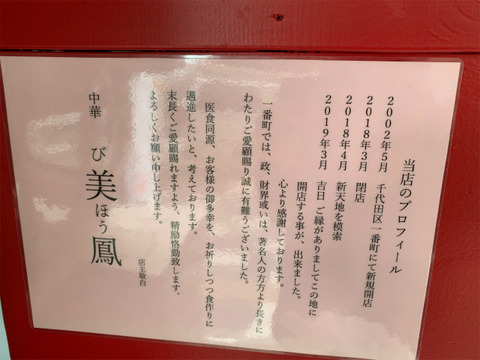 当店のプロフィール
2002年5月 千代田区一番町にて新規開店
2018年3月 閉店
2018年4月 新天地を模索
2019年3月 吉日 ご縁がありましてこの地に
開店する事が、出来ました。
心より感謝しております。
一番町では、政、財界或いは、著名人の方方より長きに
わたりご愛顧賜り誠に有難うございました。
医食同源、お客様の御多幸を、お祈りしつつ食作りに
邁進したいと、考えております。
末長くご愛顧賜れますよう、精励恪勤致します。
よろしくお願い申し上げます。
中華 び美ほう鳳
店主敬白